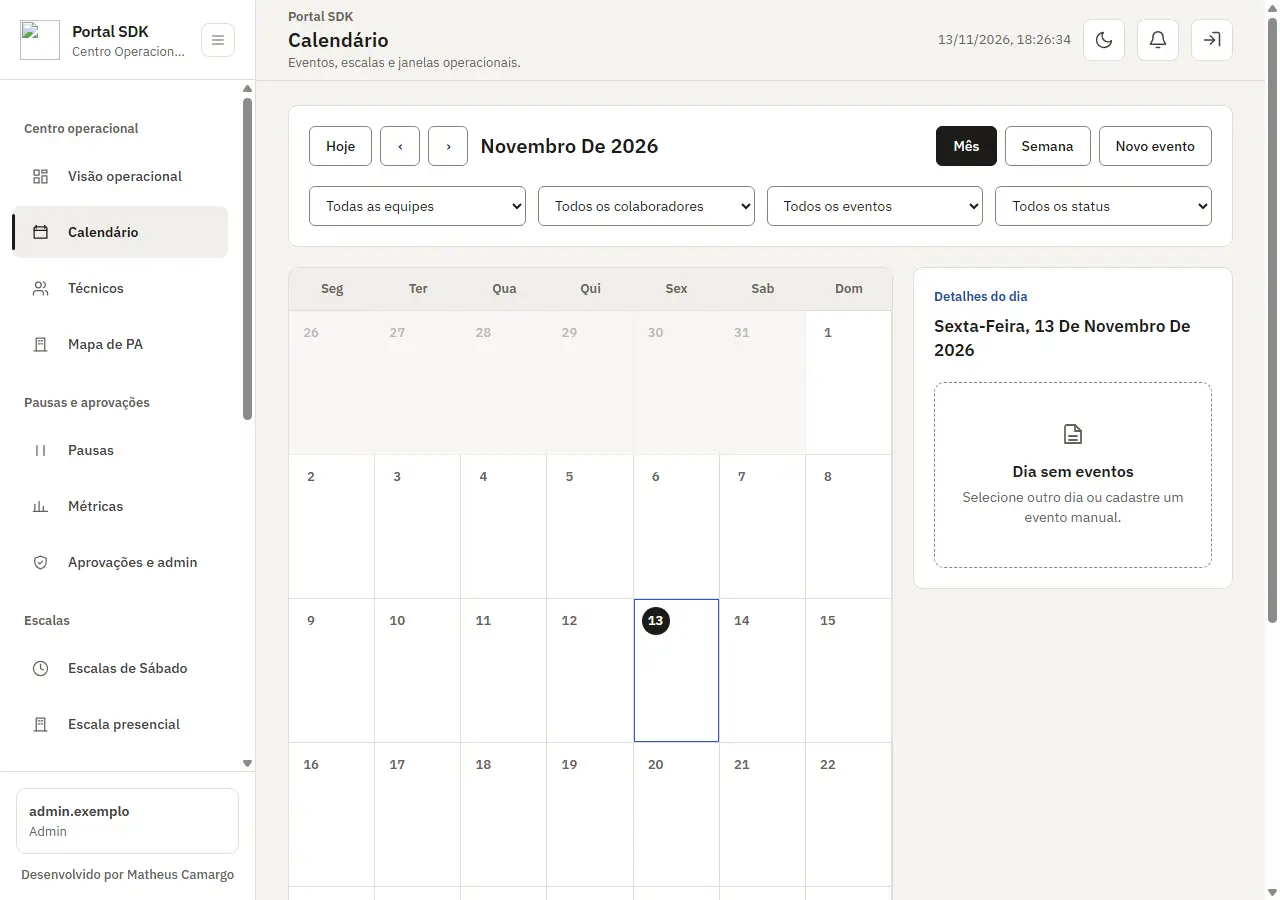 Portal SDK
Centro Operacion...
Centro operacional
Visão operacional
Calendário
Técnicos
Mapa de PA
Pausas e aprovações
Pausas
Métricas
Aprovações e admin
Escalas
Escalas de Sábado
Escala presencial
admin.exemplo
Admin
Desenvolvido por Matheus Camargo
Portal SDK
Calendário
Eventos, escalas e janelas operacionais.
13/11/2026, 18:26:34
Hoje ‹ › Novembro De 2026 Mês Semana Novo evento
Todas as equipes Todos os colaboradores Todos os eventos Todos os status
Seg Ter Qua Qui Sex Sab Dom
26 27 28 29 30 31 1
2 3 4 5 6 7 8
9 10 11 12 13 14 15
16 17 18 19 20 21 22
Detalhes do dia
Sexta-Feira, 13 De Novembro De
2026
Dia sem eventos
Selecione outro dia ou cadastre um
evento manual.